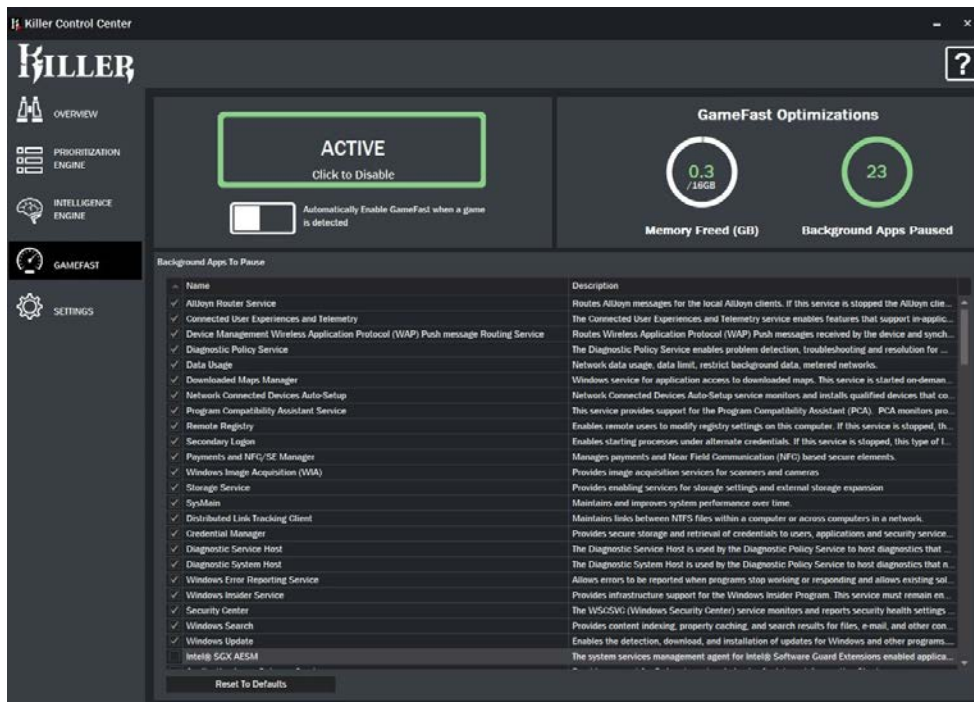 Killer Control Center
KILLER
?
OVERVIEW
PRIORITIZATION
ENGINE
INTELLIGENCE
ENGINE
GAMEFAST
SETTINGS
ACTIVE
Click to Disable
Automatically Enable GameFast when a game
is detected
GameFast Optimizations
0.3
/16GB
23
Memory Freed (GB)
Background Apps Paused
Background Apps To Pause
Name Description
AllJoyn Router Service Routes AllJoyn messages for the local AllJoyn clients. If this service is stopped the AllJoyn clie...
Connected User Experiences and Telemetry The Connected User Experiences and Telemetry service enables features that support in-applic...
Device Management Wireless Application Protocol (WAP) Push message Routing Service Routes Wireless Application Protocol (WAP) Push messages received by the device and synch...
Diagnostic Policy Service The Diagnostic Policy Service enables problem detection, troubleshooting and resolution for ...
Data Usage Network data usage, data limit, restrict background data, metered networks.
Downloaded Maps Manager Windows service for application access to downloaded maps. This service is started on-deman...
Network Connected Devices Auto-Setup Network Connected Devices Auto-Setup service monitors and installs qualified devices that co...
Program Compatibility Assistant Service This service provides support for the Program Compatibility Assistant (PCA). PCA monitors pro...
Remote Registry Enables remote users to modify registry settings on this computer. If this service is stopped, th...
Secondary Logon Enables starting processes under alternate credentials. If this service is stopped, this type of l...
Payments and NFC/SE Manager Manages payments and Near Field Communication (NFC) based secure elements.
Windows Image Acquisition (WIA) Provides image acquisition services for scanners and cameras
Storage Service Provides enabling services for storage settings and external storage expansion
SysMain Maintains and improves system performance over time.
Distributed Link Tracking Client Maintains links between NTFS files within a computer or across computers in a network.
Credential Manager Provides secure storage and retrieval of credentials to users, applications and security service...
Diagnostic Service Host The Diagnostic Service Host is used by the Diagnostic Policy Service to host diagnostics that ...
Diagnostic System Host The Diagnostic System Host is used by the Diagnostic Policy Service to host diagnostics that n...
Windows Error Reporting Service Allows errors to be reported when programs stop working or responding and allows existing sol...
Windows Insider Service Provides infrastructure support for the Windows Insider Program. This service must remain en...
Security Center The WSCSVC (Windows Security Center) service monitors and reports security health settings ...
Windows Search Provides content indexing, property caching, and search results for files, e-mail, and other con...
Windows Update Enables the detection, download, and installation of updates for Windows and other programs....
Intel® SGX AESM The system services management agent for Intel® Software Guard Extensions enabled applica...
Reset To Defaults